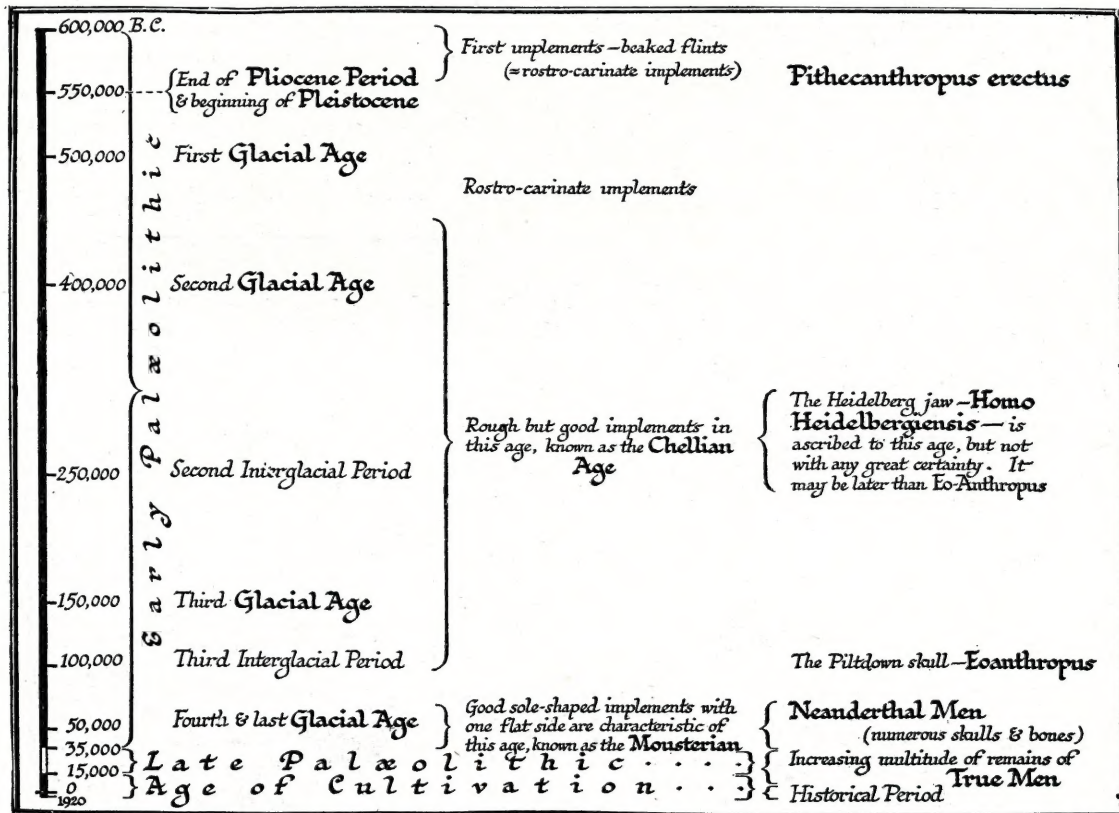 600,000 B.C.
550,000
500,000
400,000
250,000
150,000
100,000
50,000
35,000
15,000
0
1920
Early Palæolithic
End of Pliocene Period
& beginning of Pleistocene
First Glacial Age
Second Glacial Age
Second Interglacial Period
Third Glacial Age
Third Interglacial Period
Fourth & last Glacial Age
Late Palæolithic . . . .
Age of Cultivation . . .
First implements – beaked flints
(= rostro-carinate implements)
Rostro-carinate implements
Rough but good implements in
this age, known as the Chellian
Age
Good sole-shaped implements with
one flat side are characteristic of
this age, known as the Mousterian
Pithecanthropus erectus
The Heidelberg jaw – Homo
Heidelbergiensis – is
ascribed to this age, but not
with any great certainty. It
may be later than Eo-Anthropus
The Piltdown skull – Eoanthropus
Neanderthal Men
(numerous skulls & bones)
Increasing multitude of remains of
True Men
Historical Period